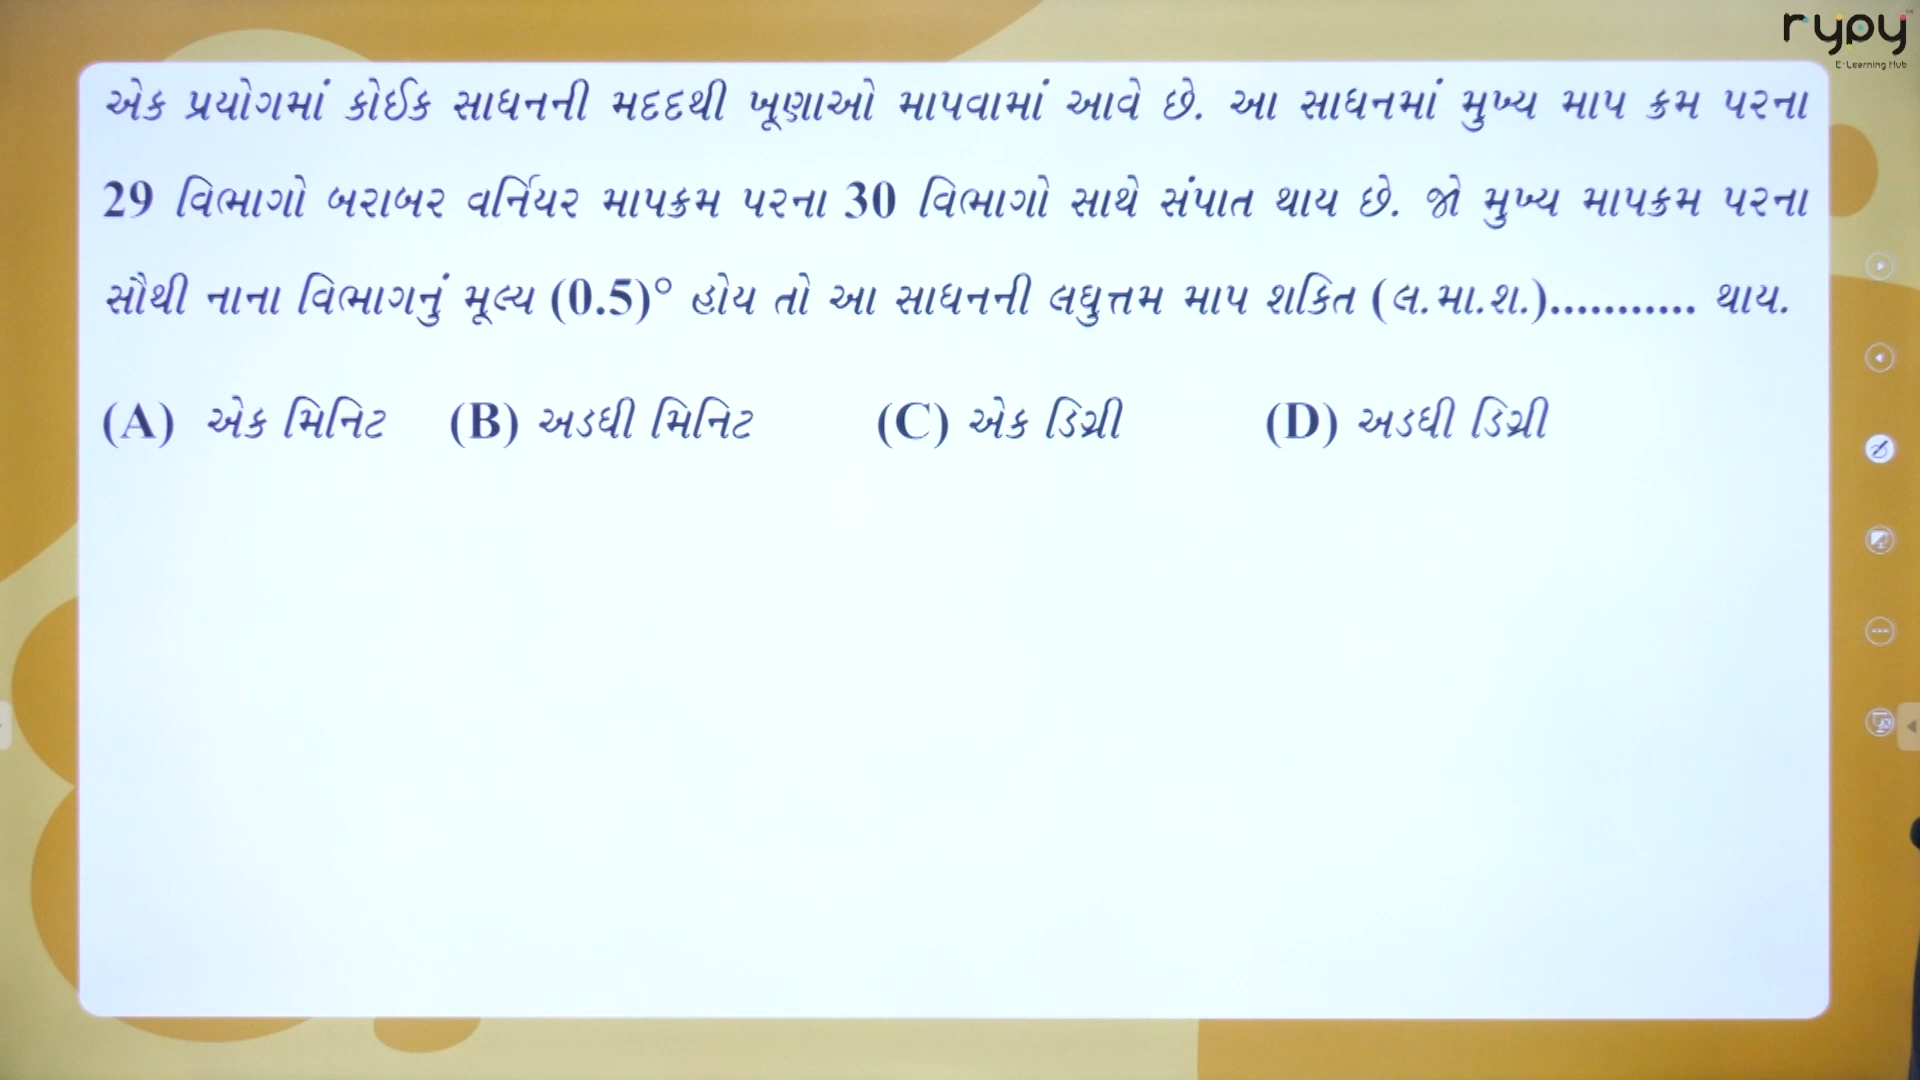 rypy
E-Learning Hub
એક પ્રયોગમાં કોઈક સાધનની મદદથી ખૂણાઓ માપવામાં આવે છે. આ સાધનમાં મુખ્ય માપ ક્રમ પરના
29 વિભાગો બરાબર વર્નિયર માપક્રમ પરના 30 વિભાગો સાથે સંપાત થાય છે. જો મુખ્ય માપક્રમ પરના
સૌથી નાના વિભાગનું મૂલ્ય (0.5)° હોય તો આ સાધનની લઘુત્તમ માપ શકિત (લ.મા.શ.)........... થાય.
(A) એક મિનિટ (B) અડધી મિનિટ (C) એક ડિગ્રી (D) અડધી ડિગ્રી